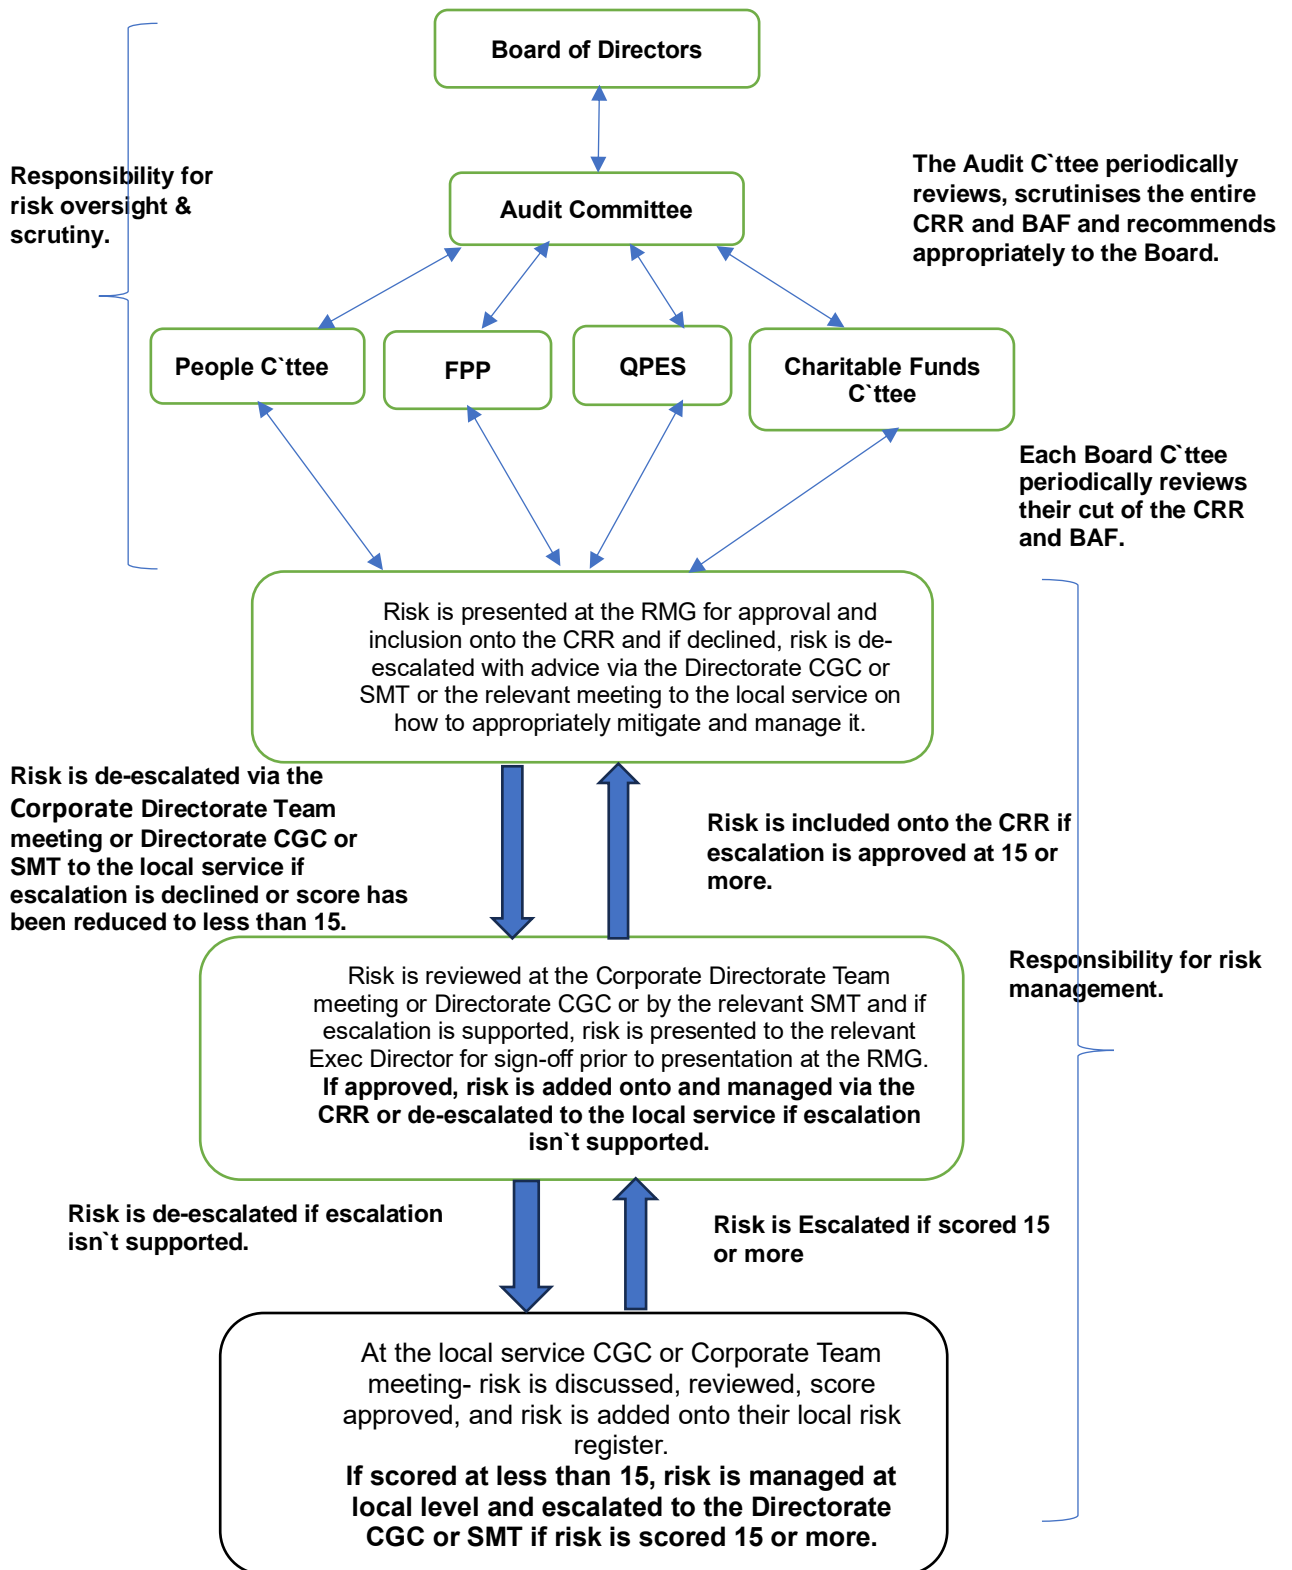 Board of Directors
Responsibility for
risk oversight &
scrutiny.
The Audit C`ttee periodically
reviews, scrutinises the entire
CRR and BAF and recommends
appropriately to the Board.
Audit Committee
People C`ttee
FPP
QPES
Charitable Funds
C`ttee
Each Board C`ttee
periodically reviews
their cut of the CRR
and BAF.
Risk is presented at the RMG for approval and
inclusion onto the CRR and if declined, risk is de-
escalated with advice via the Directorate CGC or
SMT or the relevant meeting to the local service on
how to appropriately mitigate and manage it.
Risk is de-escalated via the
Corporate Directorate Team
meeting or Directorate CGC or
SMT to the local service if
escalation is declined or score has
been reduced to less than 15.
Risk is included onto the CRR if
escalation is approved at 15 or
more.
Responsibility for risk
management.
Risk is reviewed at the Corporate Directorate Team
meeting or Directorate CGC or by the relevant SMT and if
escalation is supported, risk is presented to the relevant
Exec Director for sign-off prior to presentation at the RMG.
If approved, risk is added onto and managed via the
CRR or de-escalated to the local service if escalation
isn`t supported.
Risk is de-escalated if escalation
isn`t supported.
Risk is Escalated if scored 15
or more
At the local service CGC or Corporate Team
meeting- risk is discussed, reviewed, score
approved, and risk is added onto their local risk
register.
If scored at less than 15, risk is managed at
local level and escalated to the Directorate
CGC or SMT if risk is scored 15 or more.